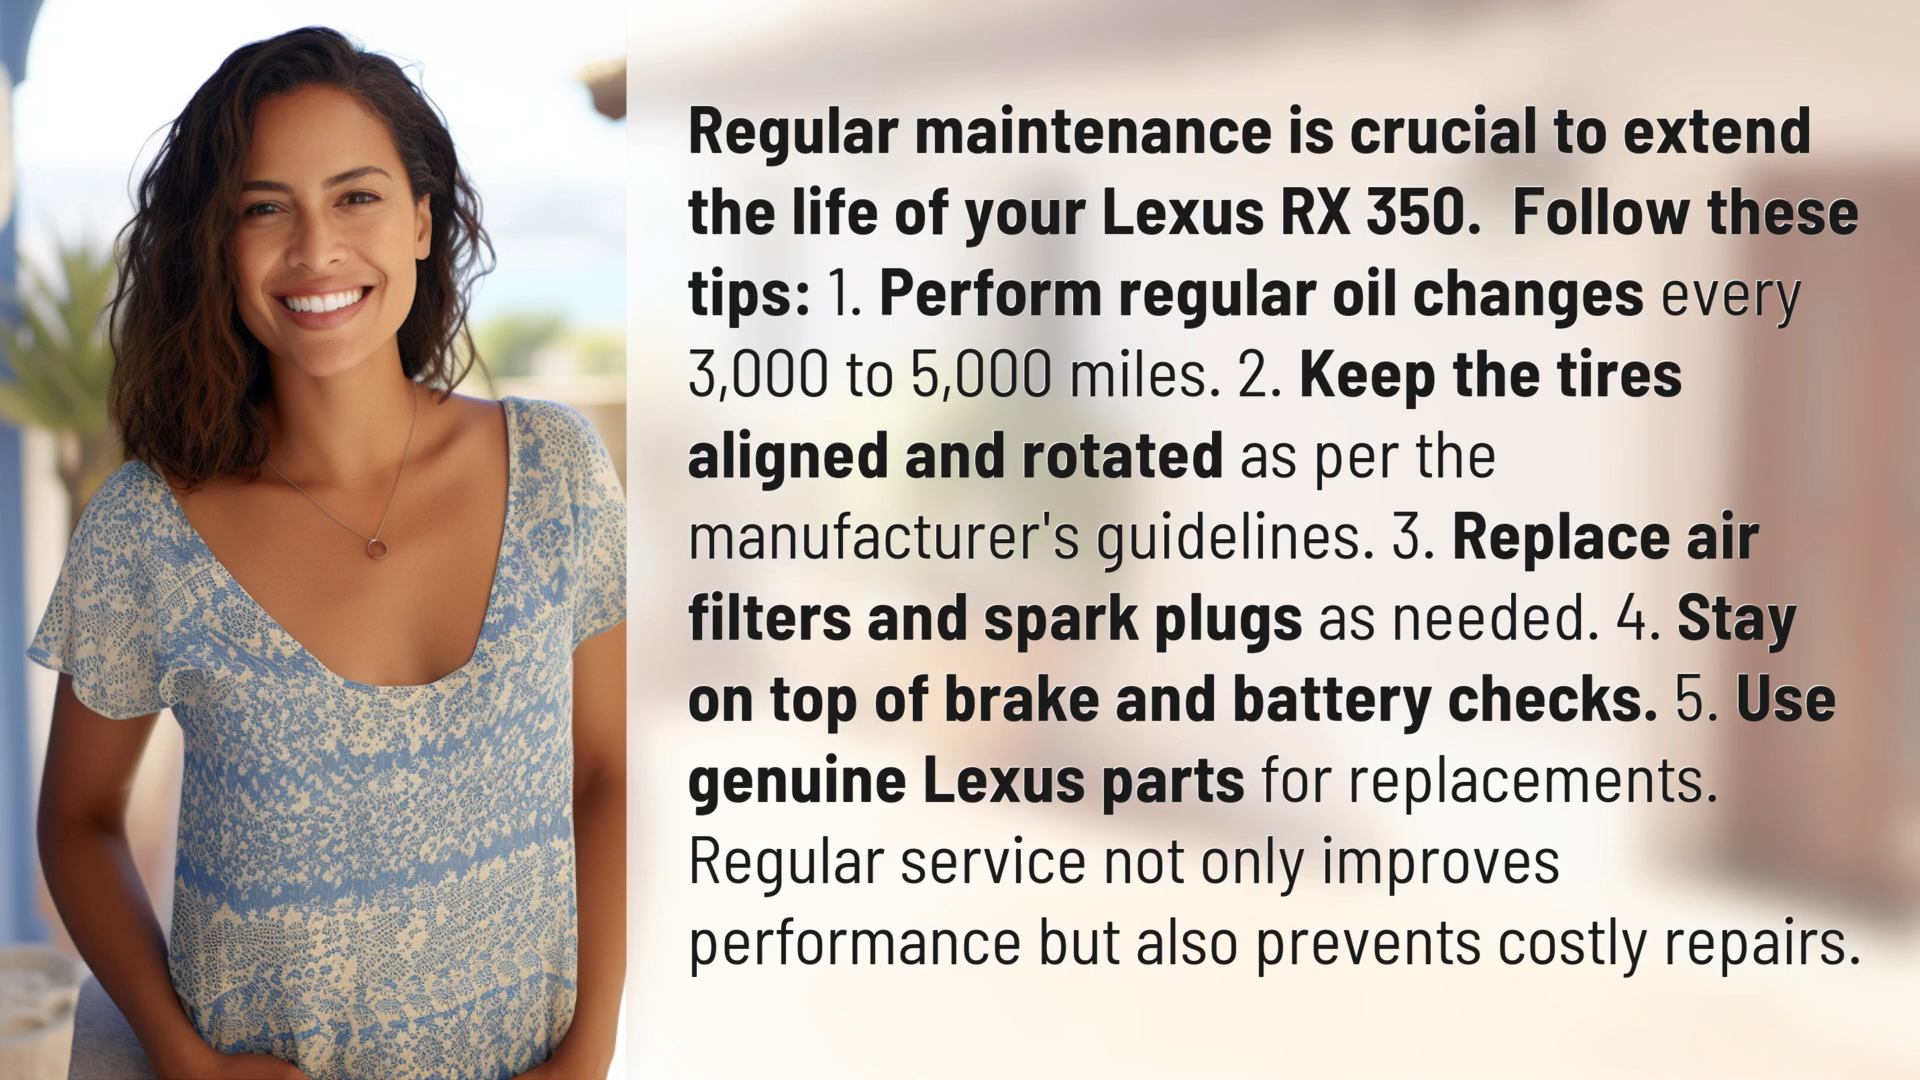 Regular maintenance is crucial to extend
the life of your Lexus RX 350.  Follow these
tips: 1. Perform regular oil changes every
3,000 to 5,000 miles. 2. Keep the tires
aligned and rotated as per the
manufacturer's guidelines. 3. Replace air
filters and spark plugs as needed. 4. Stay
on top of brake and battery checks. 5. Use
genuine Lexus parts for replacements.
Regular service not only improves
performance but also prevents costly repairs.